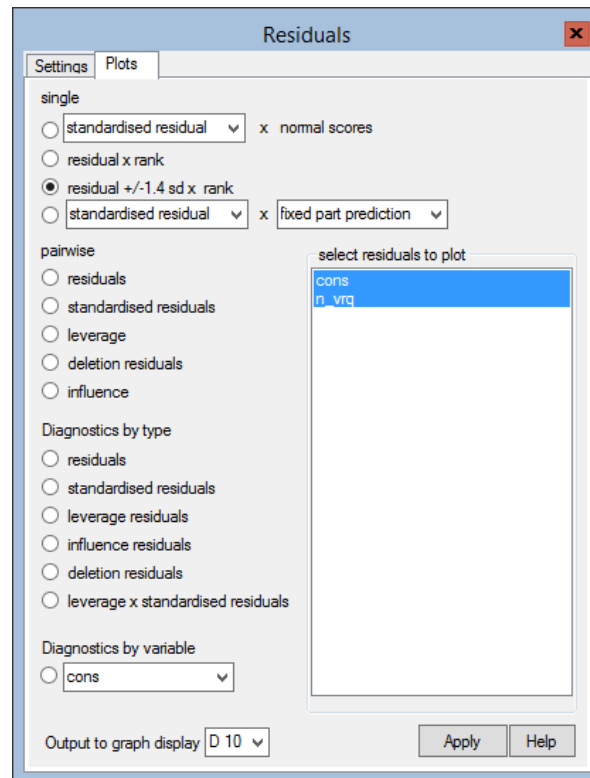 Residuals
Settings Plots
single
standardised residual x normal scores
residual x rank
residual +/-1.4 sd x rank
standardised residual x fixed part prediction
pairwise
residuals
standardised residuals
leverage
deletion residuals
influence
select residuals to plot
cons
n_vrq
Diagnostics by type
residuals
standardised residuals
leverage residuals
influence residuals
deletion residuals
leverage x standardised residuals
Diagnostics by variable
cons
Output to graph display D 10 Apply Help